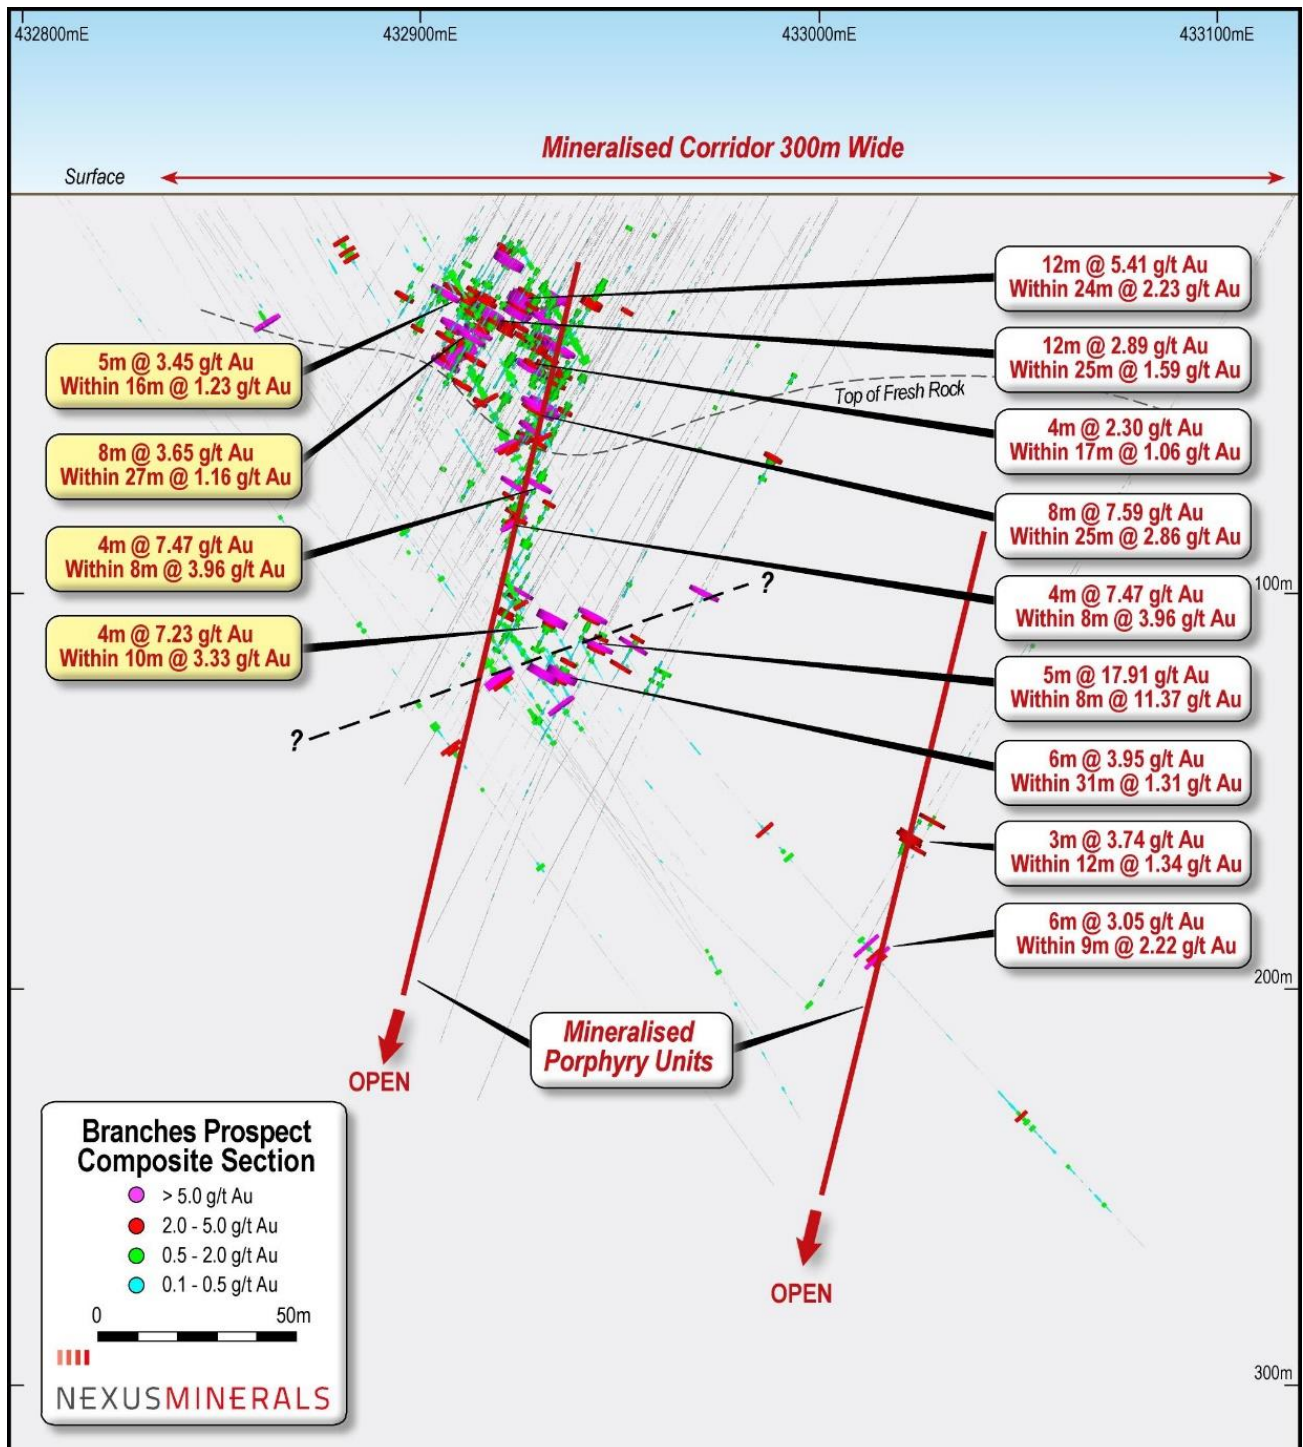 432800mE
432900mE
433000mE
433100mE
Mineralised Corridor 300m Wide
Surface
12m @ 5.41 g/t Au
Within 24m @ 2.23 g/t Au
12m @ 2.89 g/t Au
Within 25m @ 1.59 g/t Au
4m @ 2.30 g/t Au
Within 17m @ 1.06 g/t Au
8m @ 7.59 g/t Au
Within 25m @ 2.86 g/t Au
4m @ 7.47 g/t Au
Within 8m @ 3.96 g/t Au
5m @ 17.91 g/t Au
Within 8m @ 11.37 g/t Au
6m @ 3.95 g/t Au
Within 31m @ 1.31 g/t Au
3m @ 3.74 g/t Au
Within 12m @ 1.34 g/t Au
6m @ 3.05 g/t Au
Within 9m @ 2.22 g/t Au
5m @ 3.45 g/t Au
Within 16m @ 1.23 g/t Au
8m @ 3.65 g/t Au
Within 27m @ 1.16 g/t Au
4m @ 7.47 g/t Au
Within 8m @ 3.96 g/t Au
4m @ 7.23 g/t Au
Within 10m @ 3.33 g/t Au
Top of Fresh Rock
?
?
100m
200m
300m
Mineralised
Porphyry Units
OPEN
OPEN
Branches Prospect
Composite Section
> 5.0 g/t Au
2.0 - 5.0 g/t Au
0.5 - 2.0 g/t Au
0.1 - 0.5 g/t Au
0 50m
NEXUSMINERALS